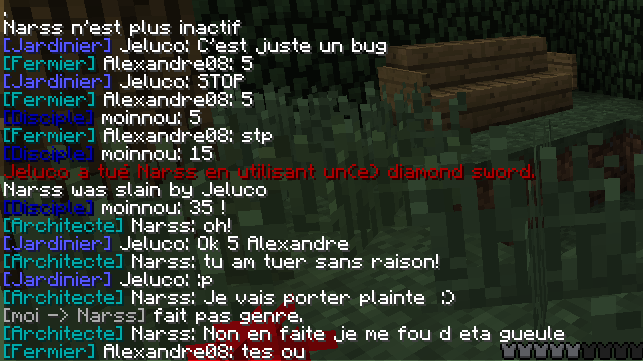 Narss n'est plus inactif
[Jardinier] Jeluco: C'est juste un bug
[Fermier] Alexandre08: 5
[Jardinier] Jeluco: STOP
[Fermier] Alexandre08: 5
[Disciple] moinnou: 5
[Fermier] Alexandre08: stp
[Disciple] moinnou: 15
Jeluco a tué Narss en utilisant un(e) diamond sword.
Narss was slain by Jeluco
[Disciple] moinnou: 35 !
[Architecte] Narss: oh!
[Jardinier] Jeluco: Ok 5 Alexandre
[Architecte] Narss: tu am tuer sans raison!
[Jardinier] Jeluco: :p
[Architecte] Narss: Je vais porter plainte :O
[moi -> Narss] fait pas genre.
[Architecte] Narss: Non en faite je me fou d eta gueule
[Fermier] Alexandre08: tes ou